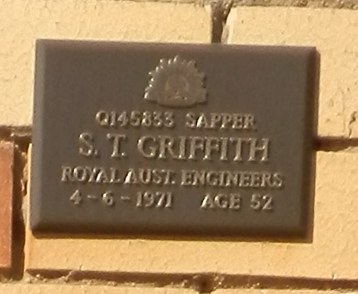 Q145833 SAPPER
S. T. GRIFFITH
ROYAL AUST. ENGINEERS
4-6-1971 AGE 52